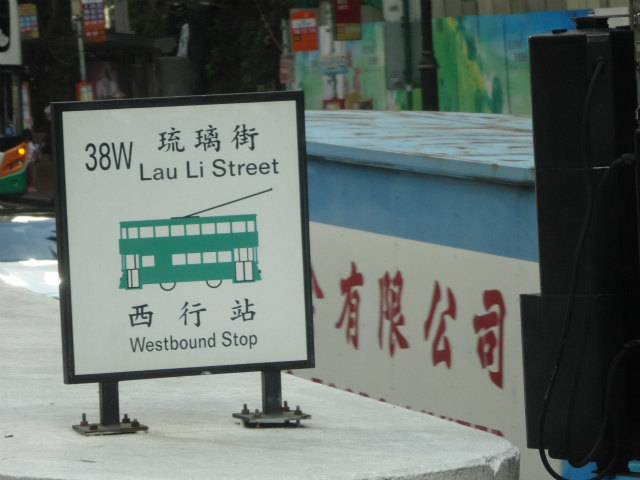 38W 琉璃街
Lau Li Street
西行站
Westbound Stop
有限公司